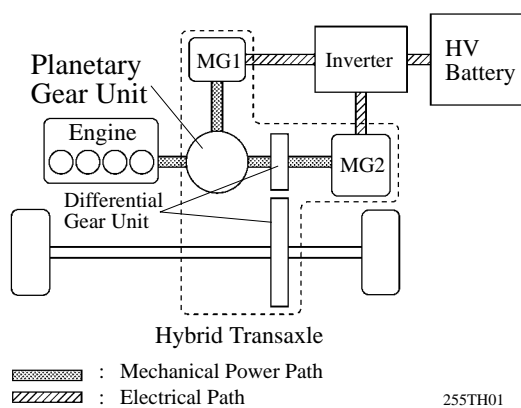 MG1
Inverter
HV
Battery
Planetary
Gear Unit
Engine
MG2
Differential
Gear Unit
Hybrid Transaxle
: Mechanical Power Path
: Electrical Path
255TH01